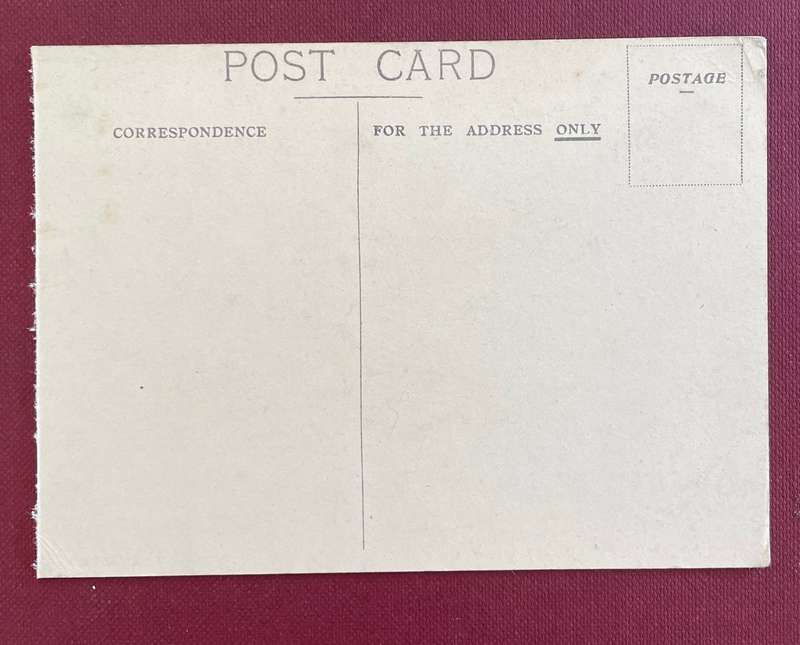 POST CARD
POSTAGE
CORRESPONDENCE
FOR THE ADDRESS ONLY